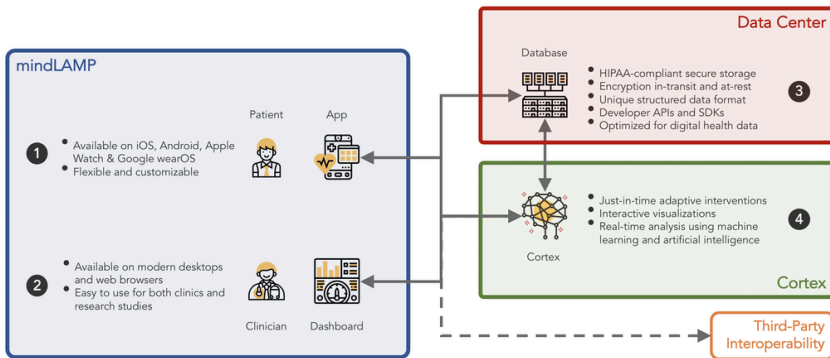 mindLAMP
Patient
App
1
• Available on iOS, Android, Apple
Watch & Google wearOS
• Flexible and customizable
2
• Available on modern desktops
and web browsers
• Easy to use for both clinics and
research studies
Clinician
Dashboard
Data Center
Database
• HIPAA-compliant secure storage
• Encryption in-transit and at-rest
• Unique structured data format
• Developer APIs and SDKs
• Optimized for digital health data
3
Cortex
• Just-in-time adaptive interventions
• Interactive visualizations
• Real-time analysis using machine
learning and artificial intelligence
4
Cortex
Third-Party
Interoperability